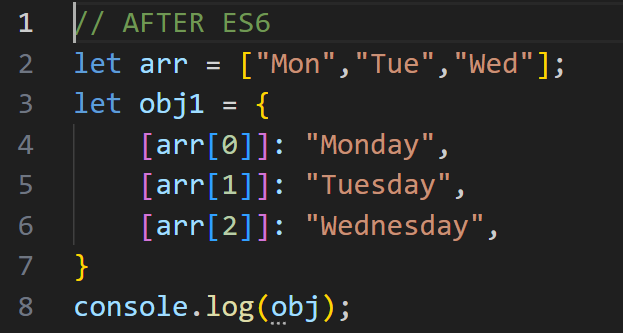 1 // AFTER ES6
2 let arr = ["Mon","Tue","Wed"];
3 let obj1 = {
4     [arr[0]]: "Monday",
5     [arr[1]]: "Tuesday",
6     [arr[2]]: "Wednesday",
7 }
8 console.log(obj);